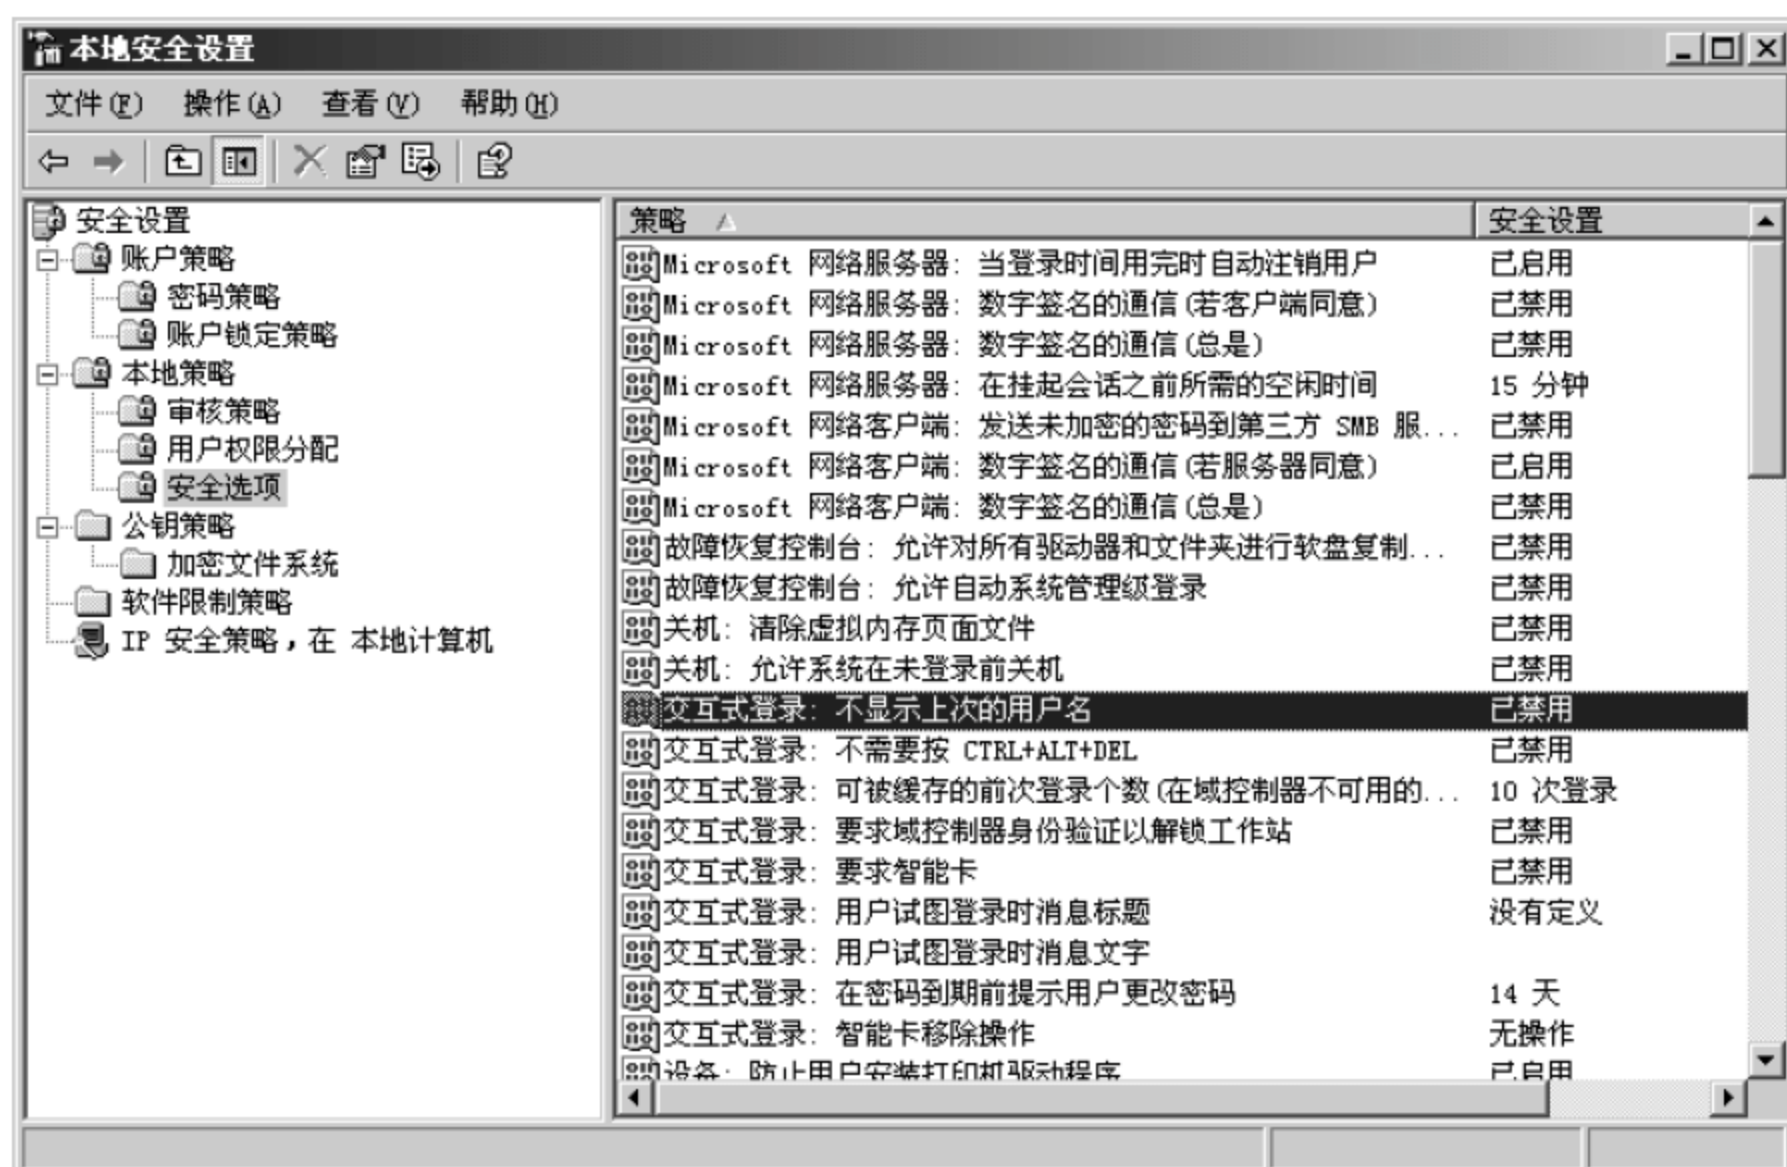 本地安全设置
文件(F) 操作(A) 查看(V) 帮助(H)
安全设置
账户策略
密码策略
账户锁定策略
本地策略
审核策略
用户权限分配
安全选项
公钥策略
加密文件系统
软件限制策略
IP 安全策略，在 本地计算机
策略 安全设置
Microsoft 网络服务器: 当登录时间用完时自动注销用户 已启用
Microsoft 网络服务器: 数字签名的通信(若客户端同意) 已禁用
Microsoft 网络服务器: 数字签名的通信(总是) 已禁用
Microsoft 网络服务器: 在挂起会话之前所需的空闲时间 15 分钟
Microsoft 网络客户端: 发送未加密的密码到第三方 SMB 服... 已禁用
Microsoft 网络客户端: 数字签名的通信(若服务器同意) 已启用
Microsoft 网络客户端: 数字签名的通信(总是) 已禁用
故障恢复控制台: 允许对所有驱动器和文件夹进行软盘复制... 已禁用
故障恢复控制台: 允许自动系统管理级登录 已禁用
关机: 清除虚拟内存页面文件 已禁用
关机: 允许系统在未登录前关机 已禁用
交互式登录: 不显示上次的用户名 已禁用
交互式登录: 不需要按 CTRL+ALT+DEL 已禁用
交互式登录: 可被缓存的前次登录个数(在域控制器不可用的... 10 次登录
交互式登录: 要求域控制器身份验证以解锁工作站 已禁用
交互式登录: 要求智能卡 已禁用
交互式登录: 用户试图登录时消息标题 没有定义
交互式登录: 用户试图登录时消息文字
交互式登录: 在密码到期前提示用户更改密码 14 天
交互式登录: 智能卡移除操作 无操作
设备: 防止用户安装打印机驱动程序 已启用